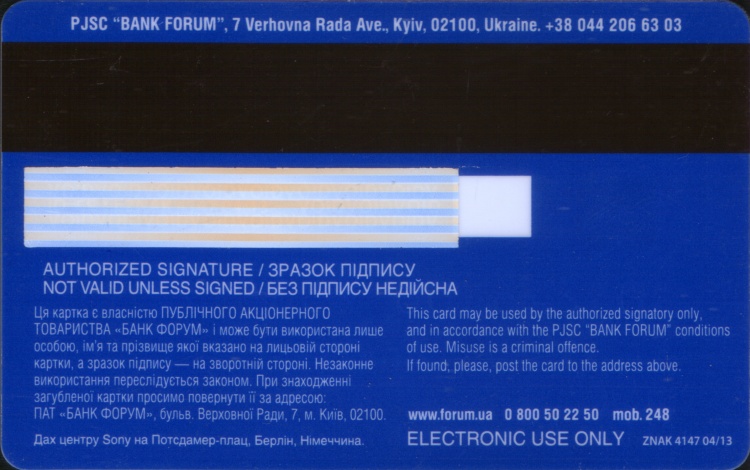 PJSC "BANK FORUM", 7 Verhovna Rada Ave., Kyiv, 02100, Ukraine. +38 044 206 63 03
AUTHORIZED SIGNATURE / ЗРАЗОК ПІДПИСУ
NOT VALID UNLESS SIGNED / БЕЗ ПІДПИСУ НЕДІЙСНА
Ця картка є власністю ПУБЛІЧНОГО АКЦІОНЕРНОГО
ТОВАРИСТВА «БАНК ФОРУМ» і може бути використана лише
особою, ім'я та прізвище якої вказано на лицьовій стороні
картки, а зразок підпису — на зворотній стороні. Незаконне
використання переслідується законом. При знаходженні
загубленої картки просимо повернути її за адресою:
ПАТ «БАНК ФОРУМ», бульв. Верховної Ради, 7, м. Київ, 02100.
Дах центру Sony на Потсдамер-плац, Берлін, Німеччина.
This card may be used by the authorized signatory only,
and in accordance with the PJSC "BANK FORUM" conditions
of use. Misuse is a criminal offence.
If found, please, post the card to the address above.
www.forum.ua 0 800 50 22 50 mob. 248
ELECTRONIC USE ONLY ZNAK 4147 04/13